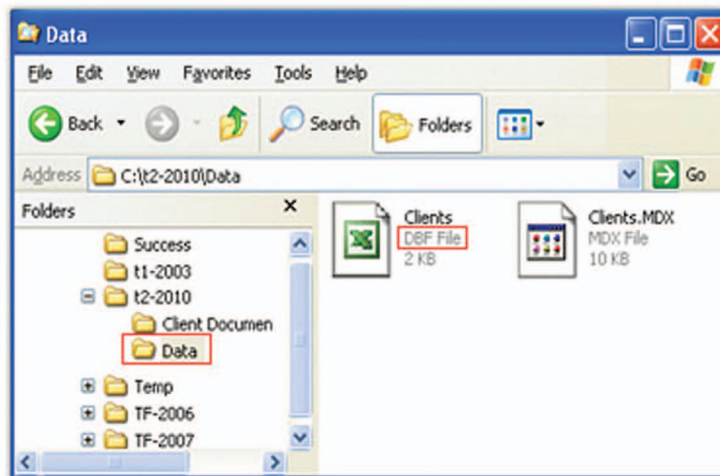 Data
File Edit View Favorites Tools Help
Back Search Folders
Address C:\t2-2010\Data Go
Folders X
Success
t1-2003
t2-2010
Client Documen
Data
Temp
TF-2006
TF-2007
Clients
DBF File
2 KB
Clients.MDX
MDX File
10 KB